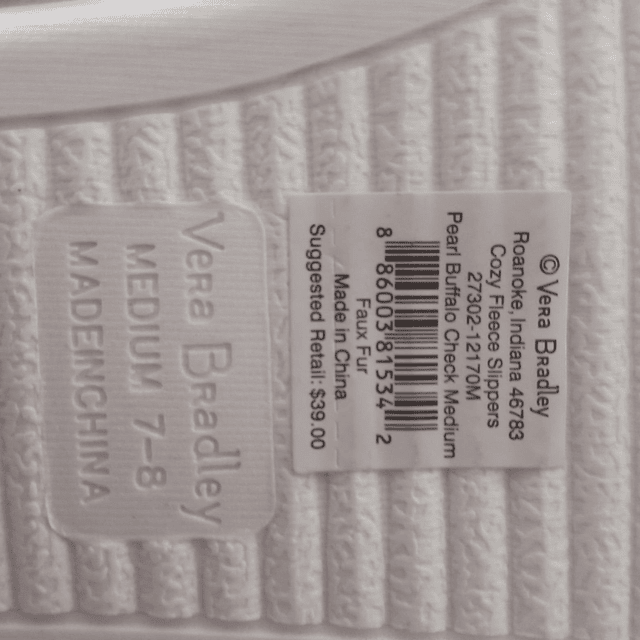 © Vera Bradley
Roanoke, Indiana 46783
Cozy Fleece Slippers
27302-12170M
Pearl Buffalo Check Medium
8 86003 81534 2
Faux Fur
Made in China
Suggested Retail: $39.00
Vera Bradley
MEDIUM 7-8
MADEINCHINA